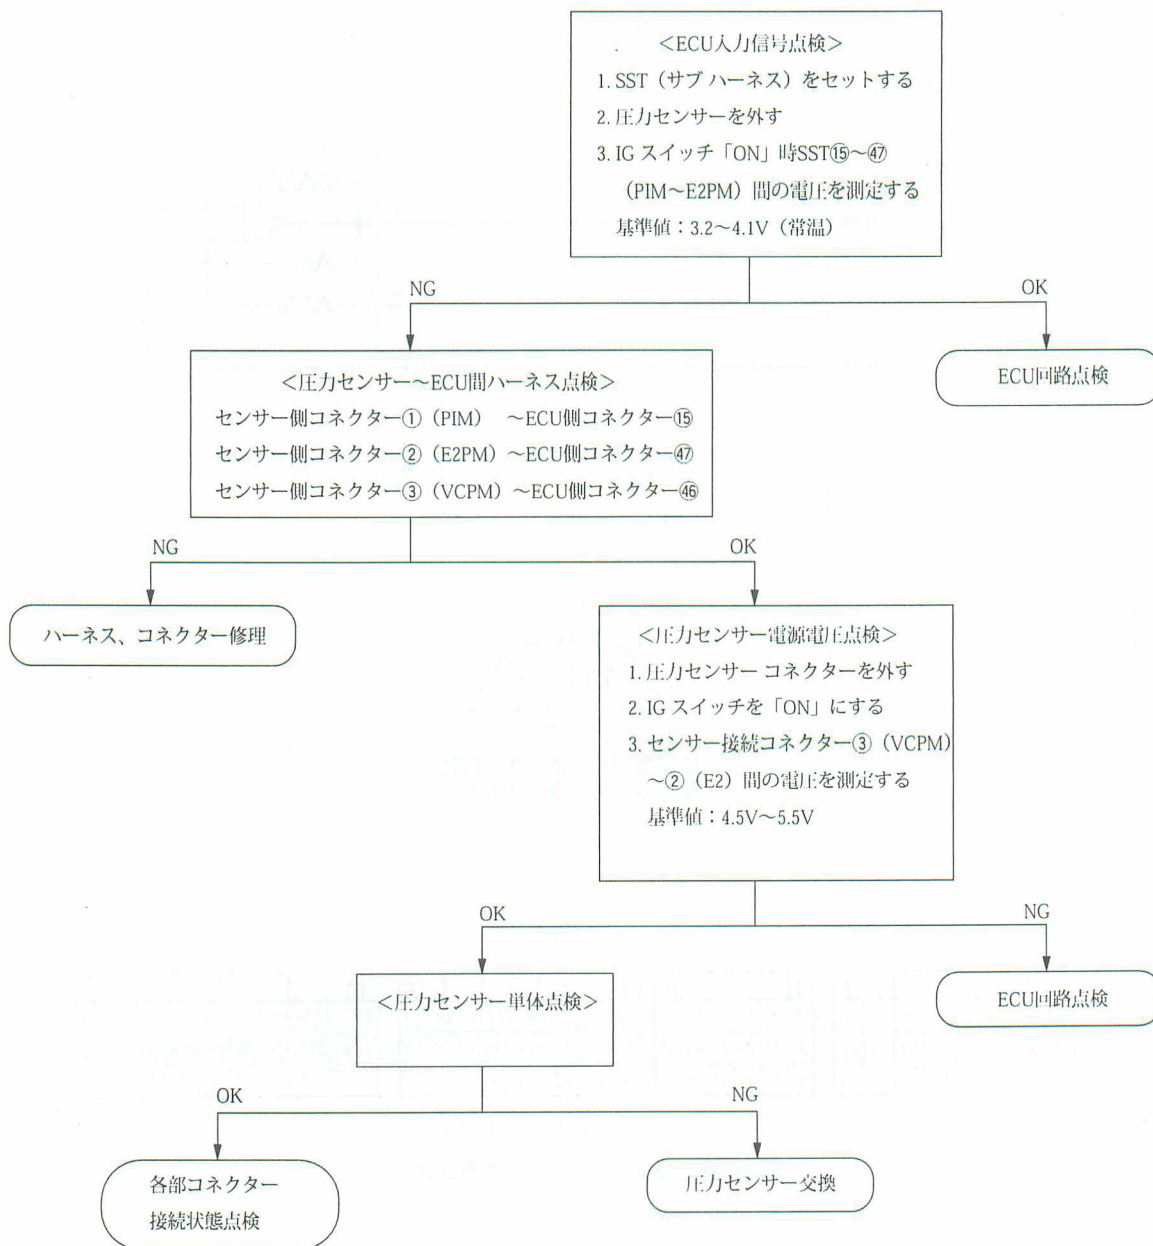 <ECU入力信号点検>
1. SST（サブ ハーネス）をセットする
2. 圧力センサーを外す
3. IG スイッチ「ON」時SST⑮～㊼
（PIM～E2PM）間の電圧を測定する
基準値：3.2～4.1V（常温）
NG
OK
<圧力センサー～ECU間ハーネス点検>
センサー側コネクター①（PIM）　～ECU側コネクター⑮
センサー側コネクター②（E2PM）～ECU側コネクター㊼
センサー側コネクター③（VCPM）～ECU側コネクター㊻
ECU回路点検
NG
OK
ハーネス、コネクター修理
<圧力センサー電源電圧点検>
1. 圧力センサー コネクターを外す
2. IG スイッチを「ON」にする
3. センサー接続コネクター③（VCPM）
～②（E2）間の電圧を測定する
基準値：4.5V～5.5V
OK
NG
<圧力センサー単体点検>
ECU回路点検
OK
NG
各部コネクター
接続状態点検
圧力センサー交換